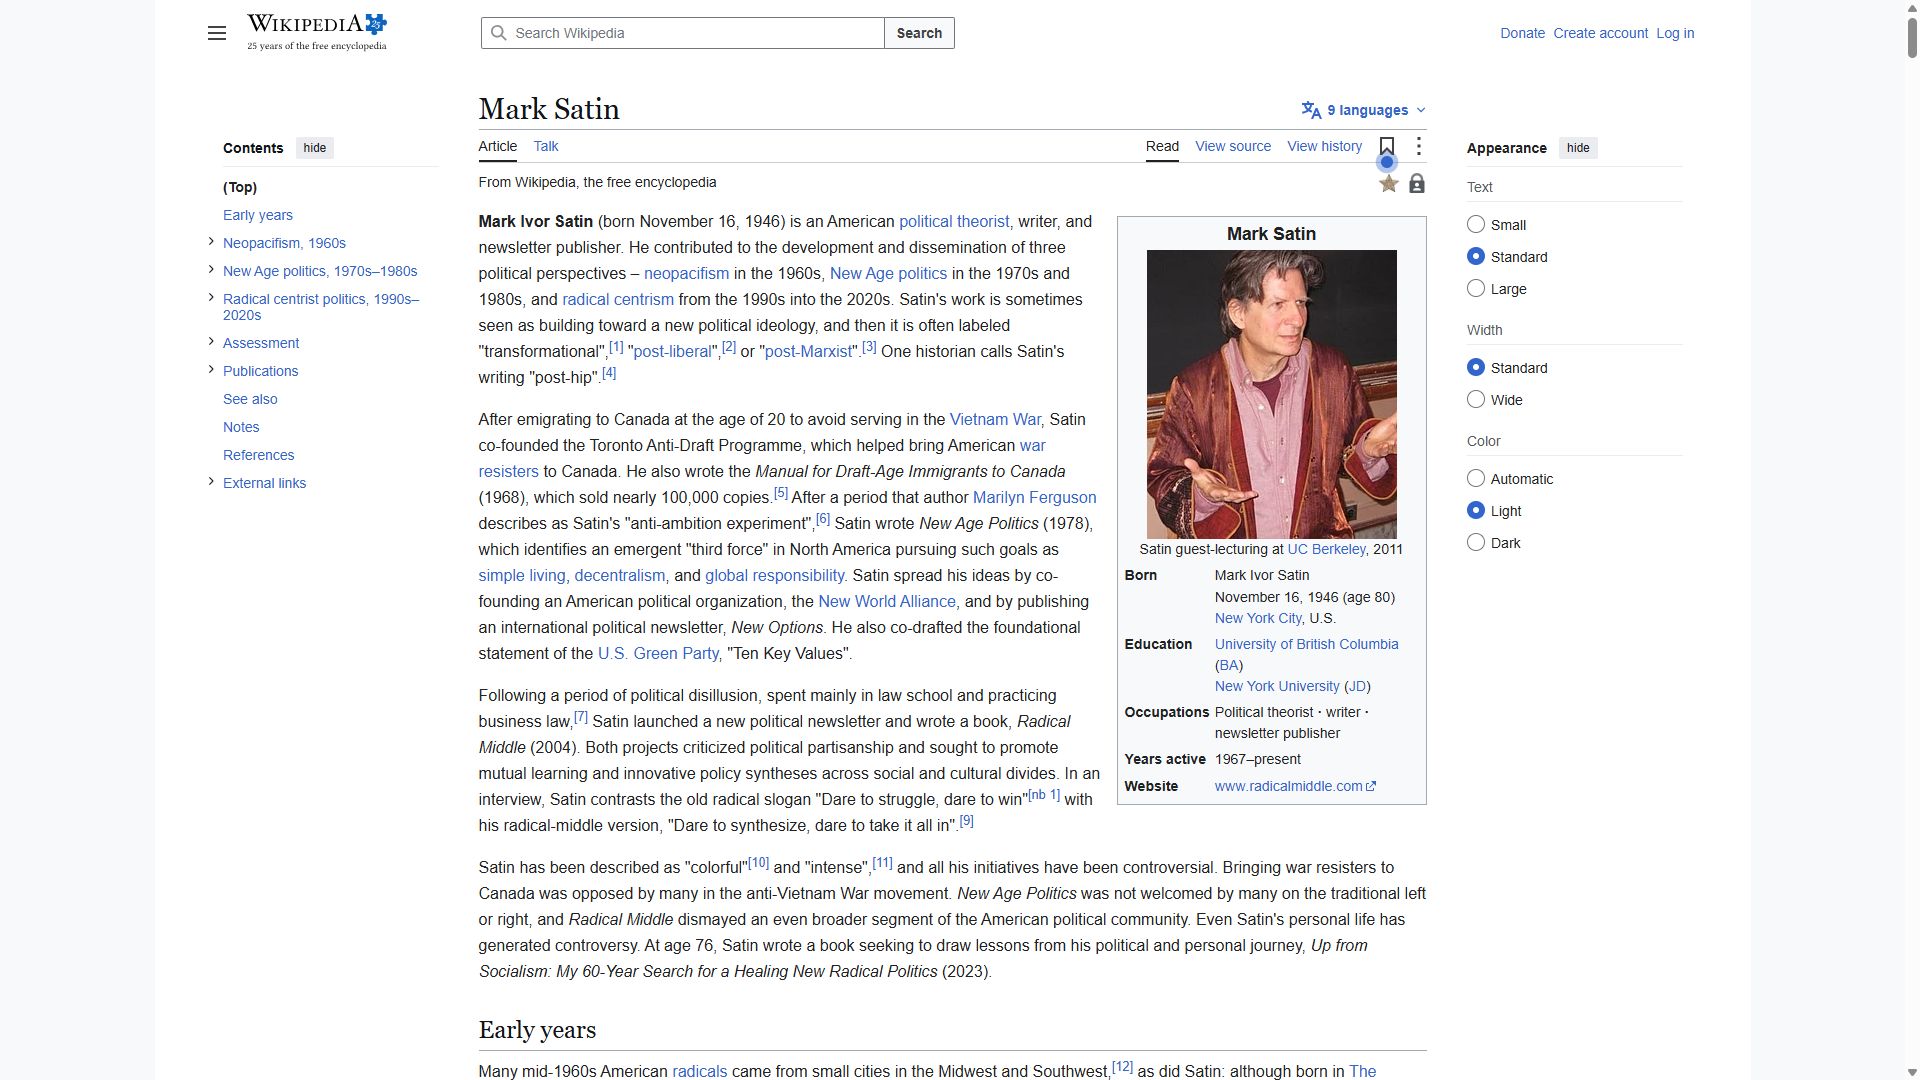 WIKIPEDIA 25
25 years of the free encyclopedia
Search Wikipedia
Search
Donate Create account Log in
Mark Satin
9 languages
Contents hide
(Top)
Early years
Neopacifism, 1960s
New Age politics, 1970s–1980s
Radical centrist politics, 1990s–
2020s
Assessment
Publications
See also
Notes
References
External links
Article Talk
Read View source View history
From Wikipedia, the free encyclopedia
Mark Ivor Satin (born November 16, 1946) is an American political theorist, writer, and
newsletter publisher. He contributed to the development and dissemination of three
political perspectives – neopacifism in the 1960s, New Age politics in the 1970s and
1980s, and radical centrism from the 1990s into the 2020s. Satin's work is sometimes
seen as building toward a new political ideology, and then it is often labeled
"transformational",[1] "post-liberal",[2] or "post-Marxist".[3] One historian calls Satin's
writing "post-hip".[4]
After emigrating to Canada at the age of 20 to avoid serving in the Vietnam War, Satin
co-founded the Toronto Anti-Draft Programme, which helped bring American war
resisters to Canada. He also wrote the Manual for Draft-Age Immigrants to Canada
(1968), which sold nearly 100,000 copies.[5] After a period that author Marilyn Ferguson
describes as Satin's "anti-ambition experiment",[6] Satin wrote New Age Politics (1978),
which identifies an emergent "third force" in North America pursuing such goals as
simple living, decentralism, and global responsibility. Satin spread his ideas by co-
founding an American political organization, the New World Alliance, and by publishing
an international political newsletter, New Options. He also co-drafted the foundational
statement of the U.S. Green Party, "Ten Key Values".
Following a period of political disillusion, spent mainly in law school and practicing
business law,[7] Satin launched a new political newsletter and wrote a book, Radical
Middle (2004). Both projects criticized political partisanship and sought to promote
mutual learning and innovative policy syntheses across social and cultural divides. In an
interview, Satin contrasts the old radical slogan "Dare to struggle, dare to win"[nb 1] with
his radical-middle version, "Dare to synthesize, dare to take it all in".[9]
Satin has been described as "colorful"[10] and "intense",[11] and all his initiatives have been controversial. Bringing war resisters to
Canada was opposed by many in the anti-Vietnam War movement. New Age Politics was not welcomed by many on the traditional left
or right, and Radical Middle dismayed an even broader segment of the American political community. Even Satin's personal life has
generated controversy. At age 76, Satin wrote a book seeking to draw lessons from his political and personal journey, Up from
Socialism: My 60-Year Search for a Healing New Radical Politics (2023).
Early years
Many mid-1960s American radicals came from small cities in the Midwest and Southwest,[12] as did Satin: although born in The
Mark Satin
Satin guest-lecturing at UC Berkeley, 2011
Born Mark Ivor Satin
November 16, 1946 (age 80)
New York City, U.S.
Education University of British Columbia
(BA)
New York University (JD)
Occupations Political theorist · writer ·
newsletter publisher
Years active 1967–present
Website www.radicalmiddle.com
Appearance hide
Text
Small
Standard
Large
Width
Standard
Wide
Color
Automatic
Light
Dark